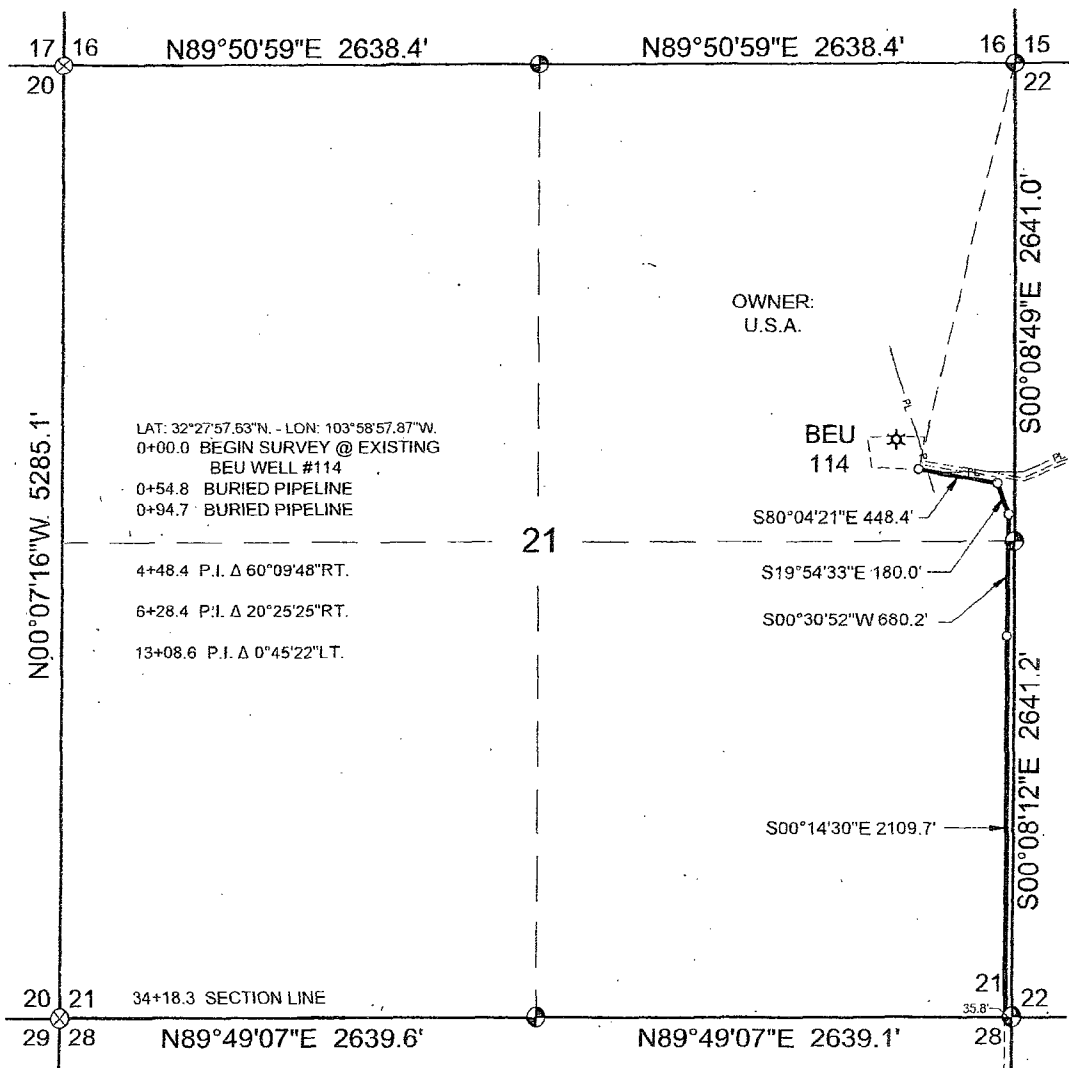 17 16 N89°50'59"E 2638.4' N89°50'59"E 2638.4' 16 15
20 22
S00°08'49"E 2641.0'
OWNER:
U.S.A.
PL
BEU
114
PL
PL
LAT: 32°27'57.63"N. - LON: 103°58'57.87"W.
0+00.0 BEGIN SURVEY @ EXISTING
BEU WELL #114
0+54.8 BURIED PIPELINE
0+94.7 BURIED PIPELINE
S80°04'21"E 448.4'
N00°07'16"W 5285.1'
21
4+48.4 P.I. Δ 60°09'48"RT.
S19°54'33"E 180.0'
6+28.4 P.I. Δ 20°25'25"RT.
S00°30'52"W 680.2'
13+08.6 P.I. Δ 0°45'22"LT.
S00°08'12"E 2641.2'
S00°14'30"E 2109.7'
20 21 34+18.3 SECTION LINE 21 22
35.8'
29 28 N89°49'07"E 2639.6' N89°49'07"E 2639.1' 28